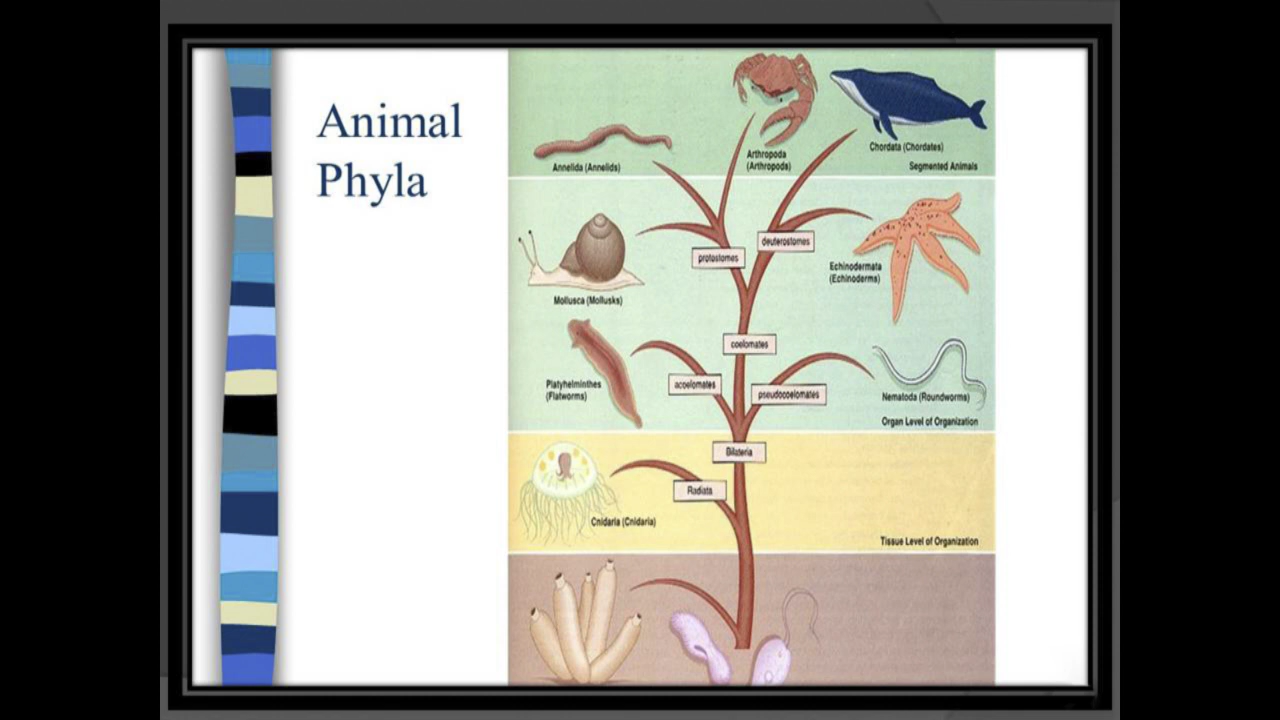 Animal
Phyla
Annelida (Annelids)
Arthropoda
(Arthropods)
Chordata (Chordates)
Segmented Animals
Mollusca (Mollusks)
protostomes
deuterostomes
Echinodermata
(Echinoderms)
coelomates
Platyhelminthes
(Flatworms)
acoelomates
pseudocoelomates
Nematoda (Roundworms)
Organ Level of Organization
Bilateria
Radiata
Cnidaria (Cnidaria)
Tissue Level of Organization